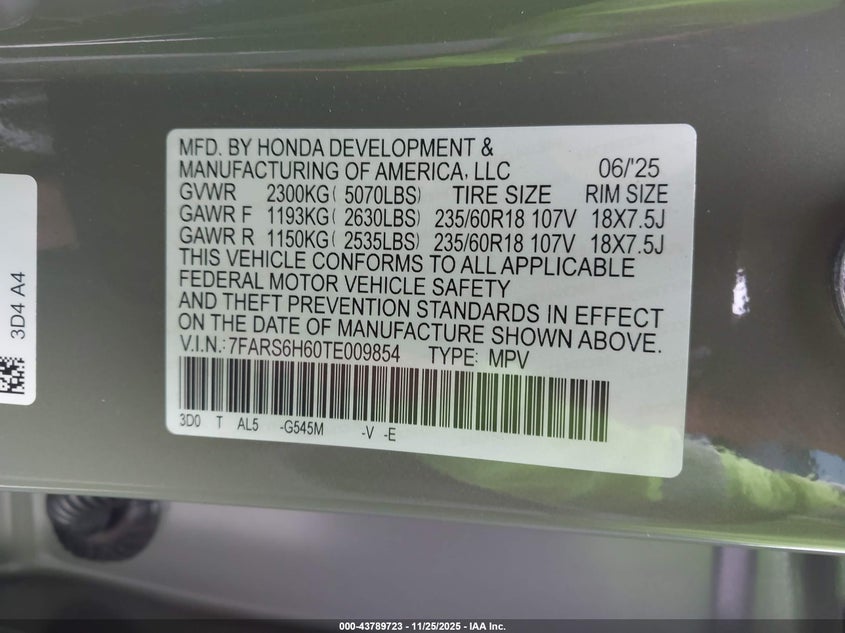 MFD. BY HONDA DEVELOPMENT &
MANUFACTURING OF AMERICA, LLC 06/'25
GVWR 2300KG( 5070LBS) TIRE SIZE RIM SIZE
GAWR F 1193KG( 2630LBS) 235/60R18 107V 18X7.5J
GAWR R 1150KG( 2535LBS) 235/60R18 107V 18X7.5J
THIS VEHICLE CONFORMS TO ALL APPLICABLE
FEDERAL MOTOR VEHICLE SAFETY
AND THEFT PREVENTION STANDARDS IN EFFECT
ON THE DATE OF MANUFACTURE SHOWN ABOVE.
V.I.N.:7FARS6H60TE009854 TYPE: MPV
3D0 T AL5 -G545M -V -E
3D4 A4
000-43789723 - 11/25/2025 - IAA Inc.